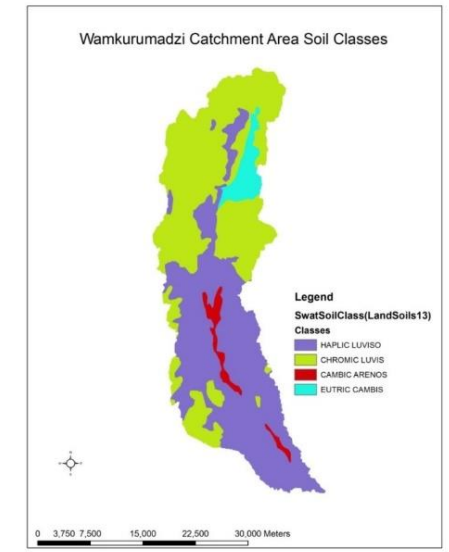 Wamkurumadzi Catchment Area Soil Classes
Legend
SwatSoilClass(LandSoils13)
Classes
HAPLIC LUVISO
CHROMIC LUVIS
CAMBIC ARENOS
EUTRIC CAMBIS
0 3,750 7,500 15,000 22,500 30,000 Meters